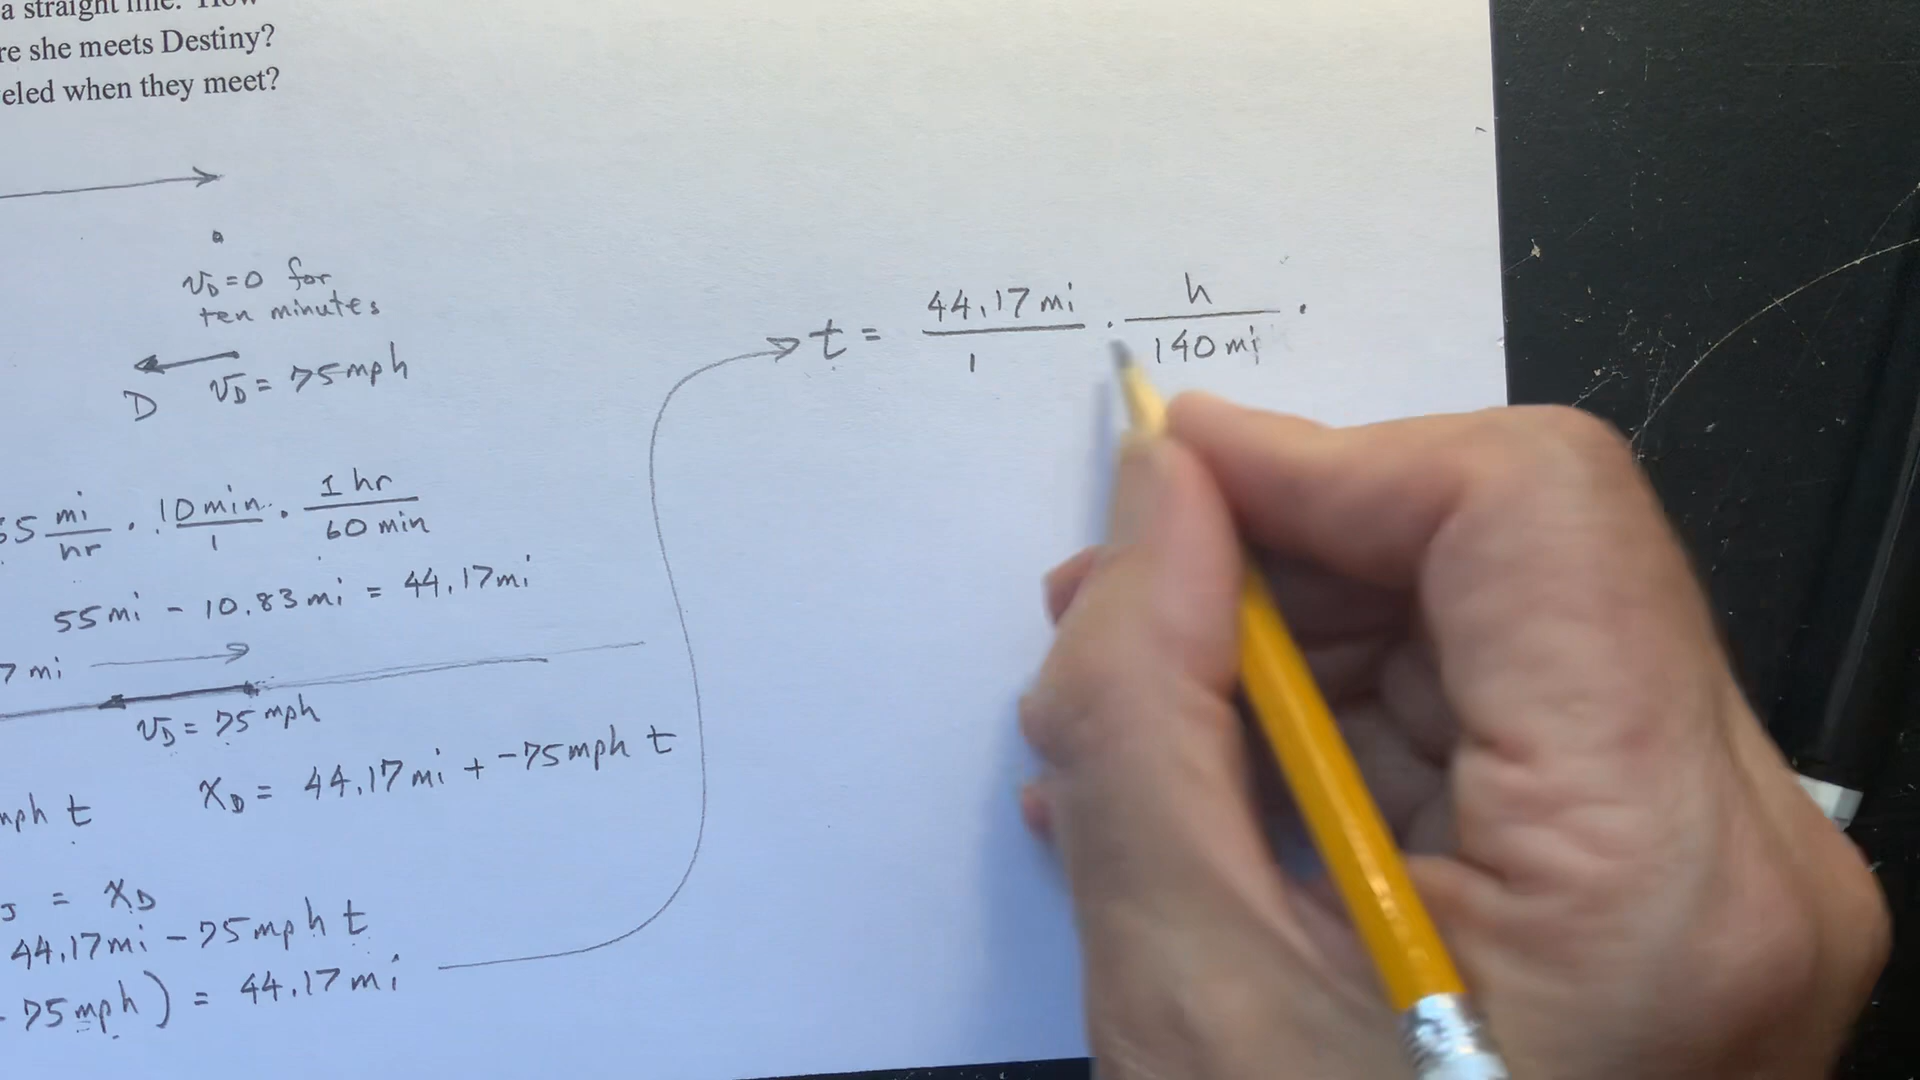 a straight line. How
re she meets Destiny?
eled when they meet?
v_D = 0 for
ten minutes
D v_D = 75 mph
65 mi/hr · 10 min/1 · 1 hr/60 min
55 mi - 10.83 mi = 44.17 mi
7 mi
v_D = 75 mph
x_D = 44.17 mi + -75 mph t
mph t
J = x_D
44.17 mi - 75 mph t
75 mph) = 44.17 mi
t = 44.17 mi/1 · h/140 mi ·